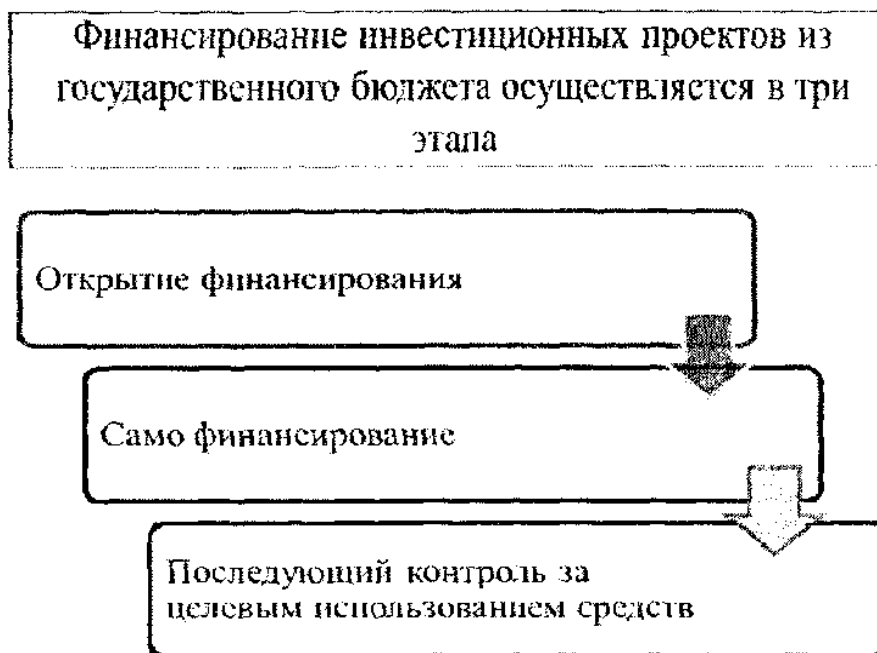 Финансирование инвестиционных проектов из
государственного бюджета осуществляется в три
этапа
Открытие финансирования
Само финансирование
Последующий контроль за
целевым использованием средств